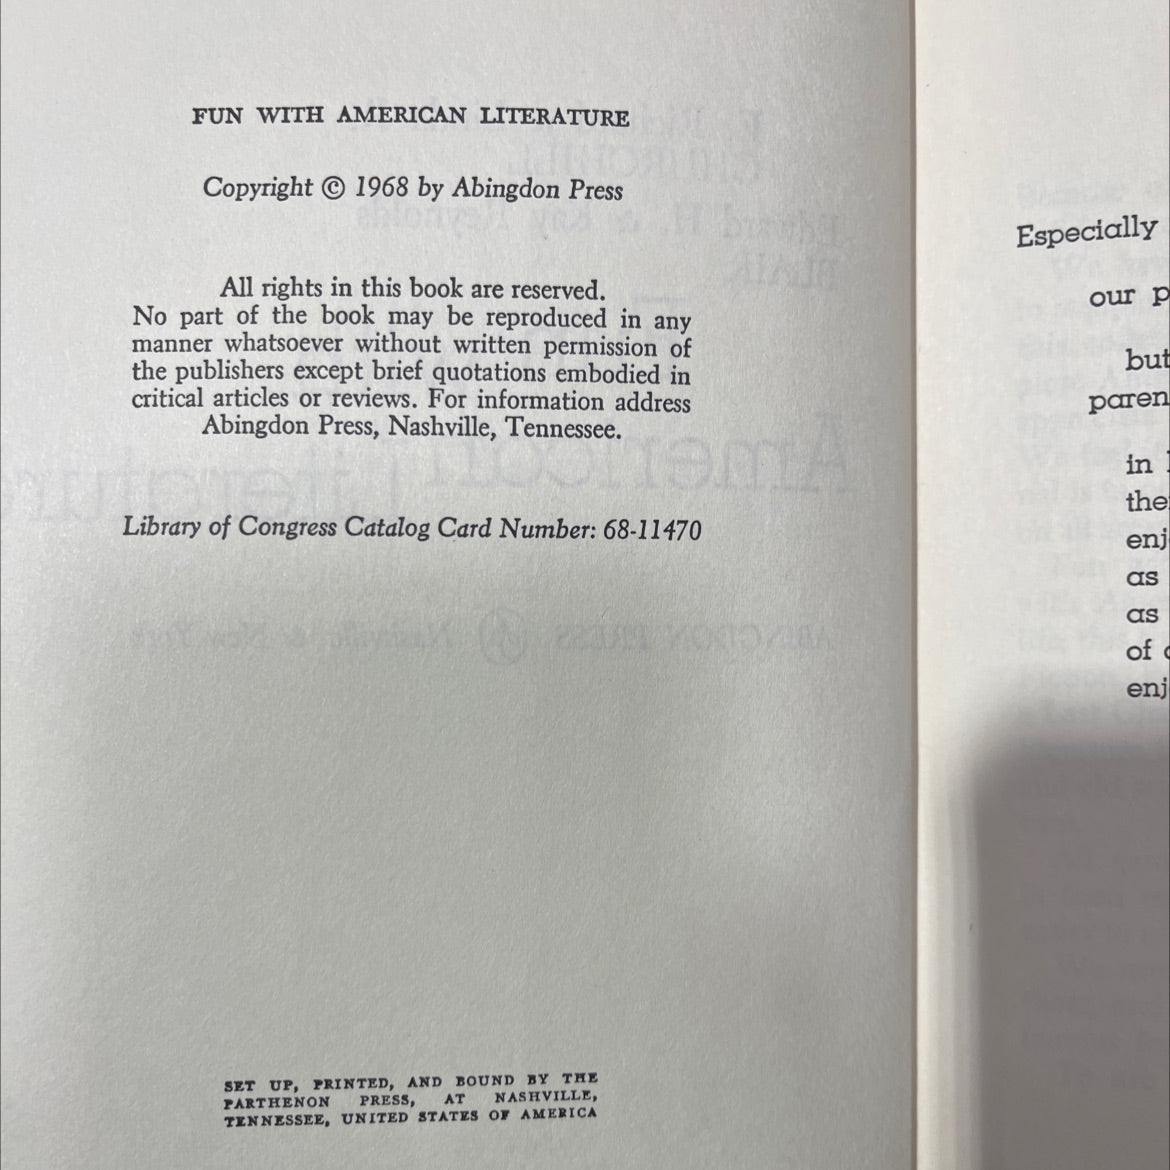 FUN WITH AMERICAN LITERATURE
Copyright © 1968 by Abingdon Press
All rights in this book are reserved.
No part of the book may be reproduced in any
manner whatsoever without written permission of
the publishers except brief quotations embodied in
critical articles or reviews. For information address
Abingdon Press, Nashville, Tennessee.
Library of Congress Catalog Card Number: 68-11470
SET UP, PRINTED, AND BOUND BY THE
PARTHENON PRESS, AT NASHVILLE,
TENNESSEE, UNITED STATES OF AMERICA
Especially
our p
but
paren
in
the
enj
as
as
of
enj